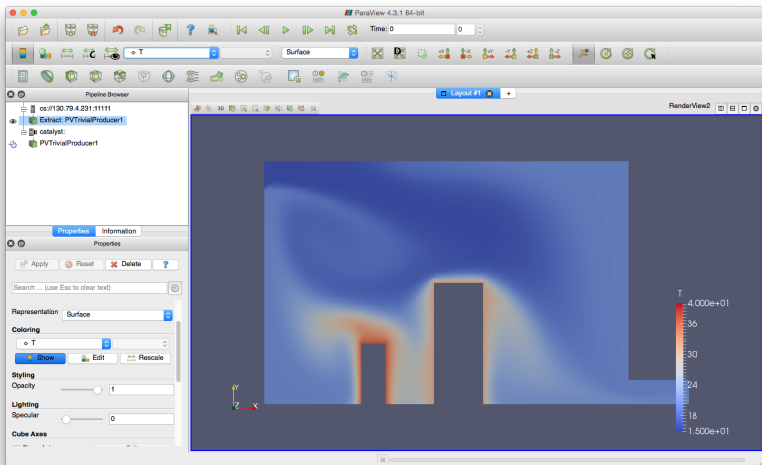 ParaView 4.3.1 64-bit
Time: 0 0
T Surface
+X -X +Y -Y +Z -Z
Pipeline Browser
cs://130.79.4.231:11111
Extract: PVTrivialProducer1
catalyst:
PVTrivialProducer1
Properties Information
Properties
Apply Reset Delete ?
Search ... (use Esc to clear text)
Representation Surface
Coloring
T
Show Edit Rescale
Styling
Opacity 1
Lighting
Specular 0
Cube Axes
Layout #1 +
3D RenderView2
T
4.000e+01
36
30
24
18
1.500e+01
Y
Z X